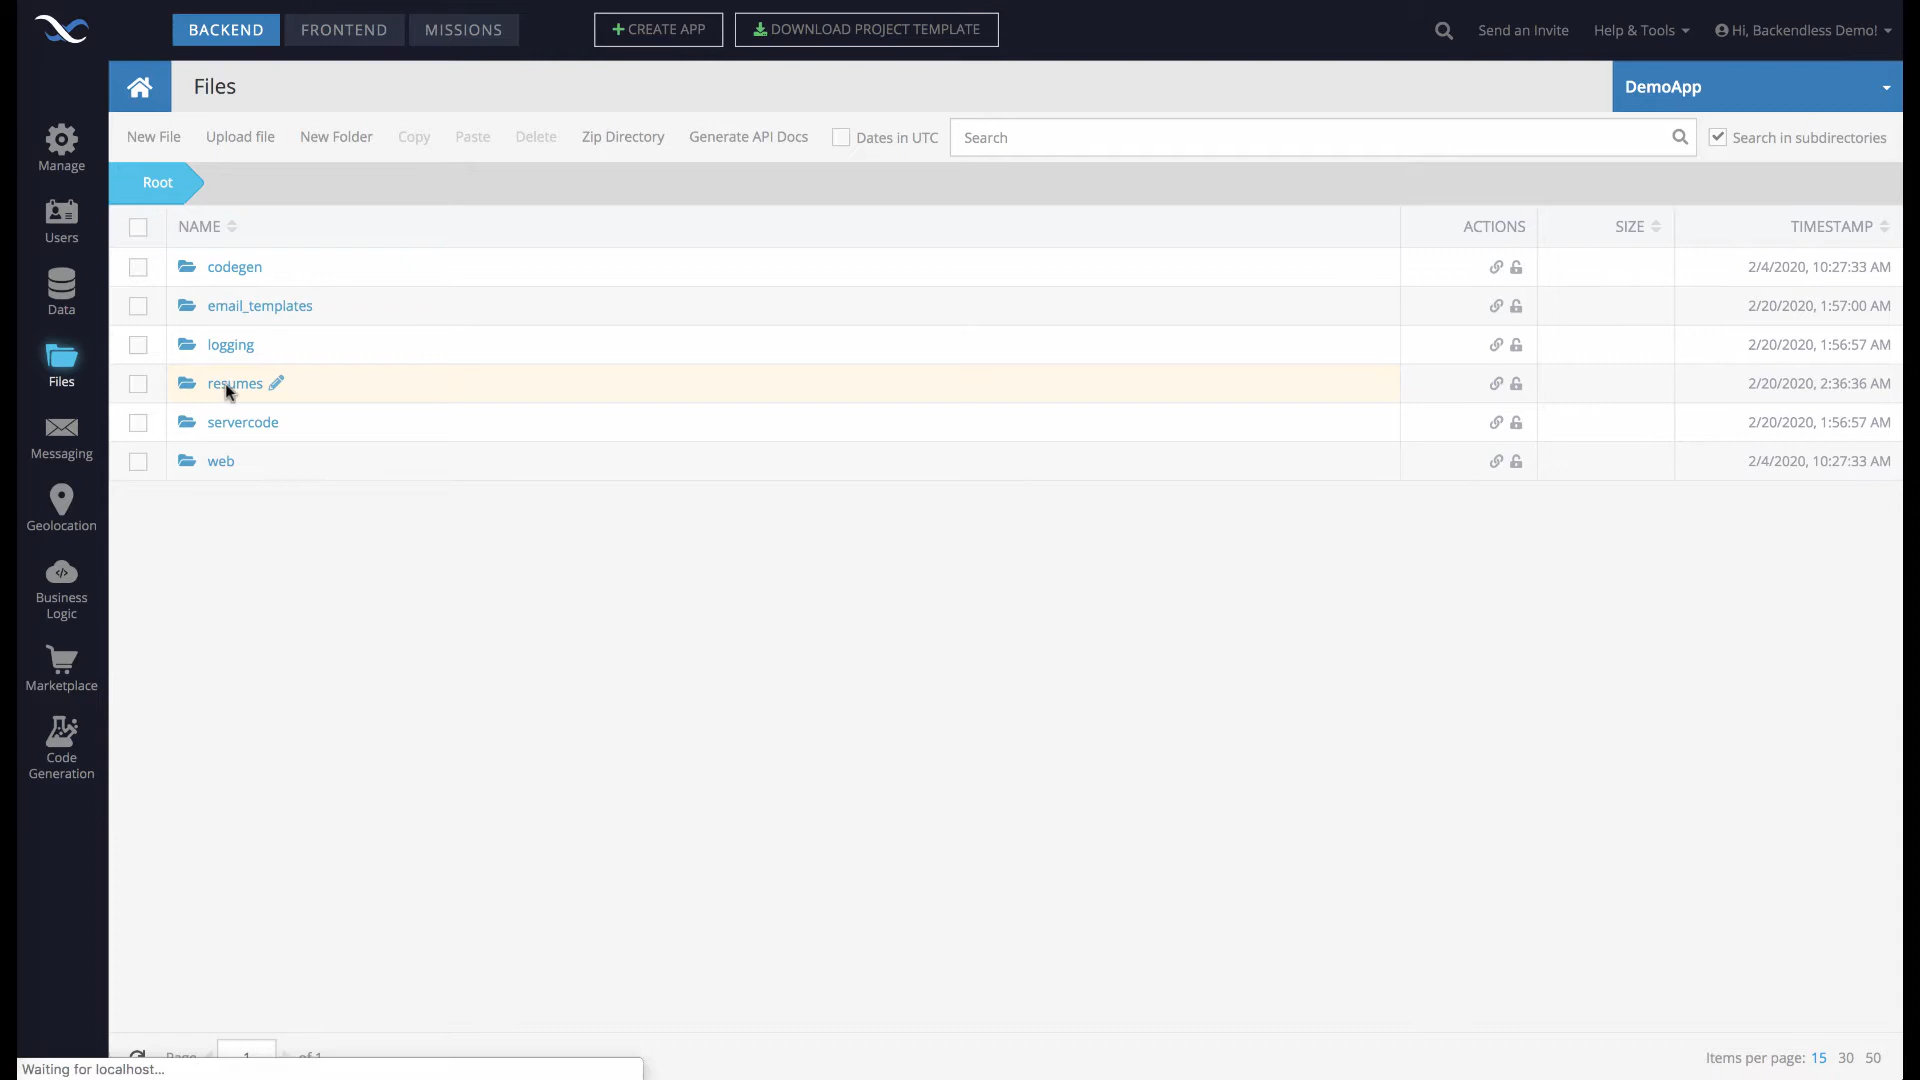 BACKEND FRONTEND MISSIONS CREATE APP DOWNLOAD PROJECT TEMPLATE Send an Invite Help & Tools Hi, Backendless Demo!
Files DemoApp
New File Upload file New Folder Copy Paste Delete Zip Directory Generate API Docs Dates in UTC Search Search in subdirectories
Root
NAME ACTIONS SIZE TIMESTAMP
codegen 2/4/2020, 10:27:33 AM
email_templates 2/20/2020, 1:57:00 AM
logging 2/20/2020, 1:56:57 AM
resumes 2/20/2020, 2:36:36 AM
servercode 2/20/2020, 1:56:57 AM
web 2/4/2020, 10:27:33 AM
Manage
Users
Data
Files
Messaging
Geolocation
Business
Logic
Marketplace
Code
Generation
Page 1 of 1 Items per page: 15 30 50
Waiting for localhost...